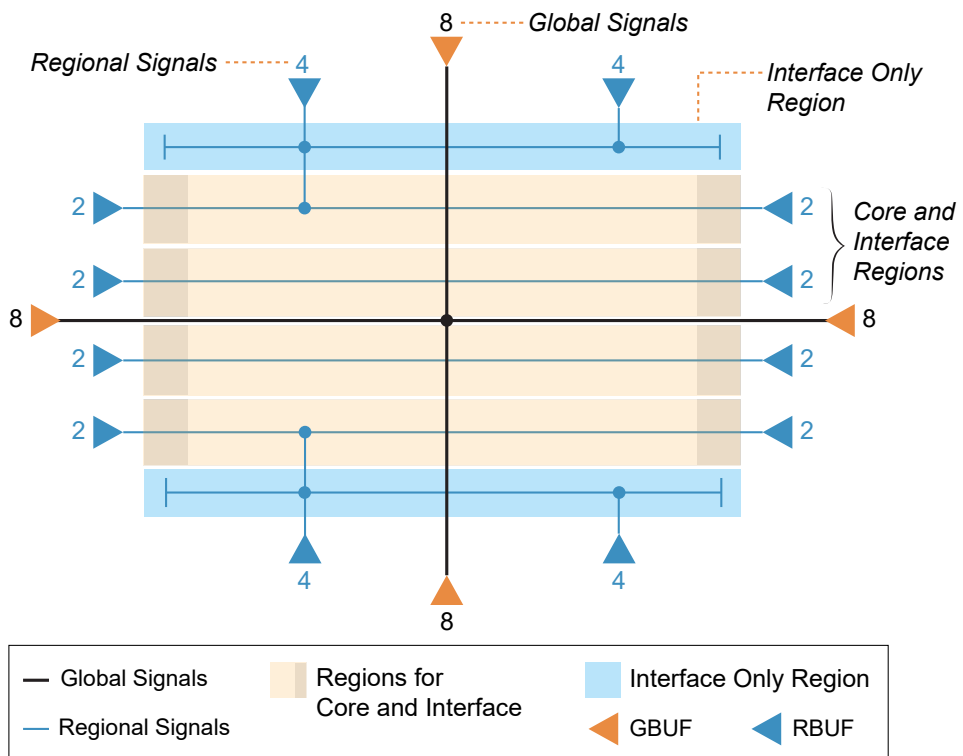 8
Global Signals
Regional Signals
4
4
Interface Only
Region
2
2
Core and
Interface
Regions
2
2
8
8
2
2
2
2
4
4
8
Global Signals
Regions for
Core and Interface
Interface Only Region
Regional Signals
GBUF
RBUF